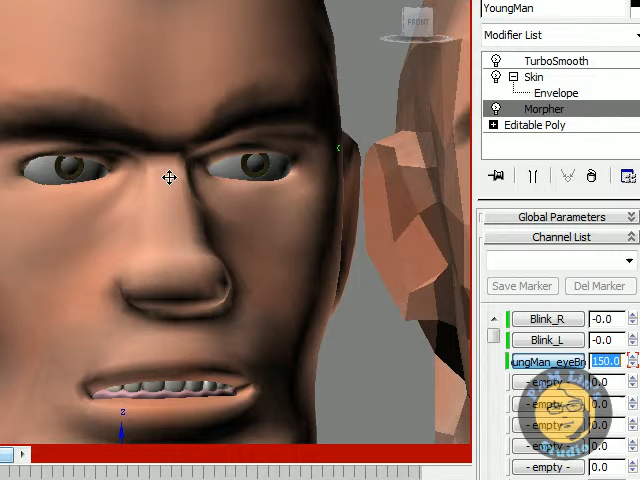 YoungMan
FRONT
Modifier List
TurboSmooth
Skin
Envelope
Morpher
Editable Poly
Global Parameters
Channel List
Save Marker
Del Marker
Blink_R
-0.0
Blink_L
-0.0
ungMan_eyeBr
150.0
- empty -
0.0
- empty -
0.0
- empty -
0.0
- empty
0.0
- empty -
0.0
z
Studio